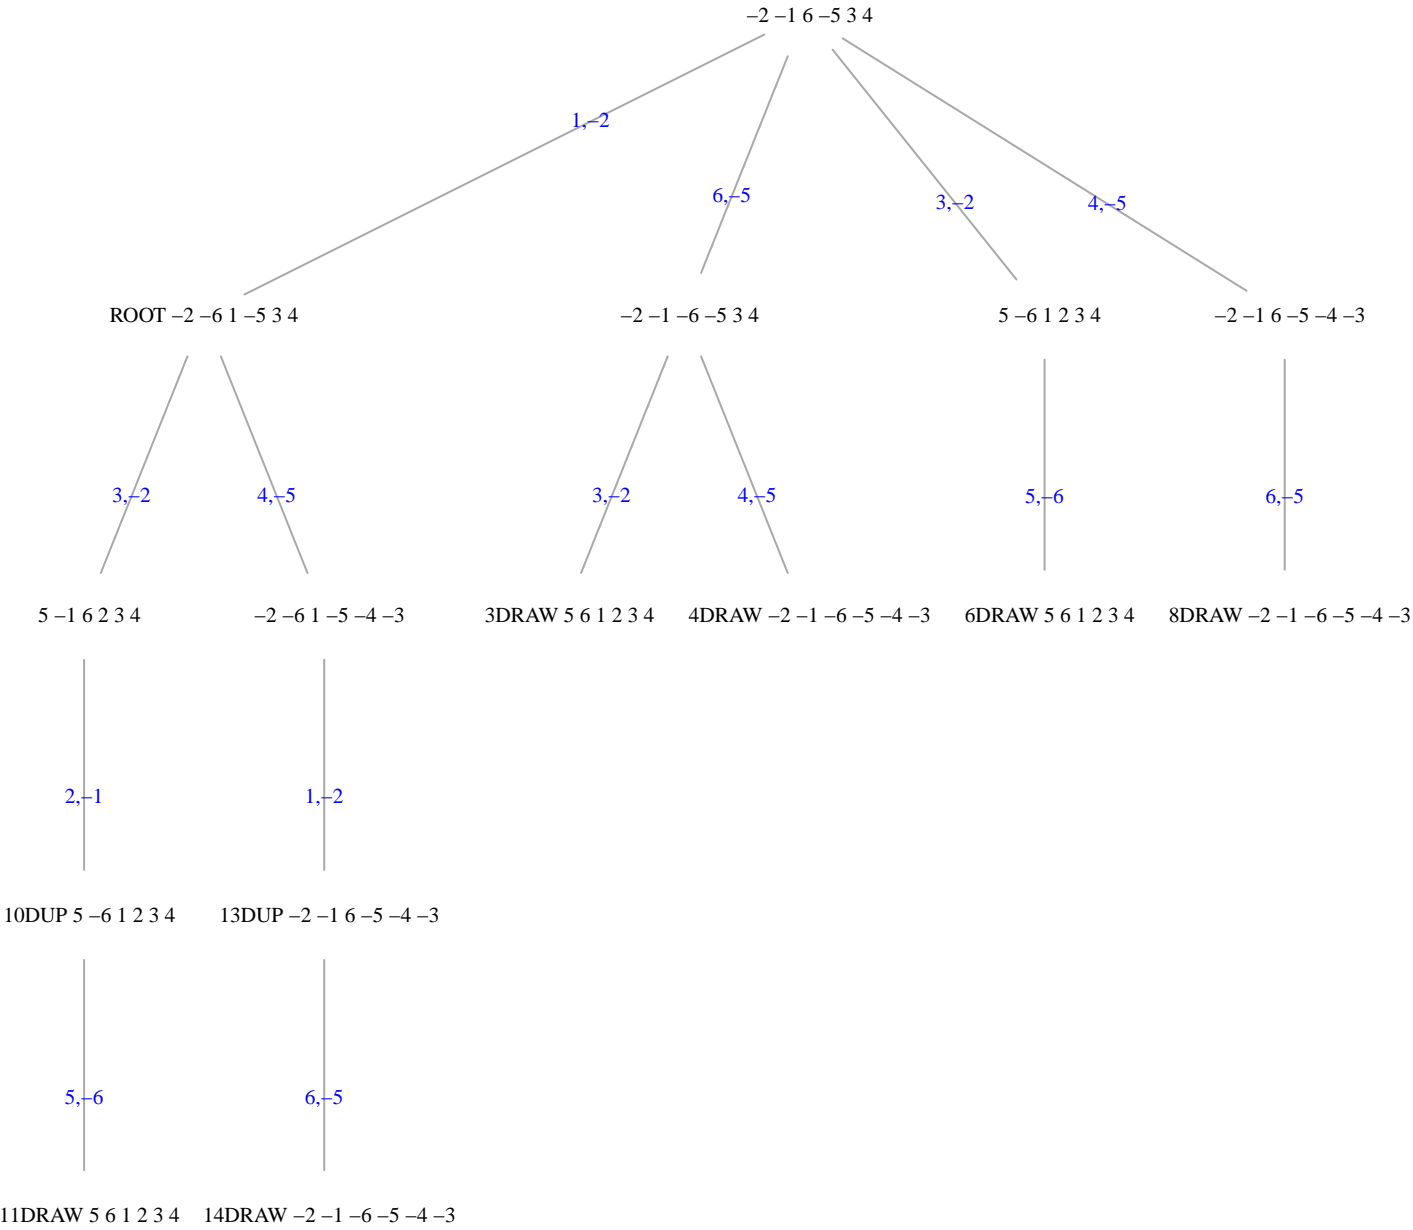 –2 –1 6 –5 3 4
1,–2
6,–5
3,–2
4,–5
ROOT –2 –6 1 –5 3 4
–2 –1 –6 –5 3 4
5 –6 1 2 3 4
–2 –1 6 –5 –4 –3
3,–2
4,–5
3,–2
4,–5
5,–6
6,–5
5 –1 6 2 3 4
–2 –6 1 –5 –4 –3
3DRAW 5 6 1 2 3 4
4DRAW –2 –1 –6 –5 –4 –3
6DRAW 5 6 1 2 3 4
8DRAW –2 –1 –6 –5 –4 –3
2,–1
1,–2
10DUP 5 –6 1 2 3 4
13DUP –2 –1 6 –5 –4 –3
5,–6
6,–5
11DRAW 5 6 1 2 3 4
14DRAW –2 –1 –6 –5 –4 –3